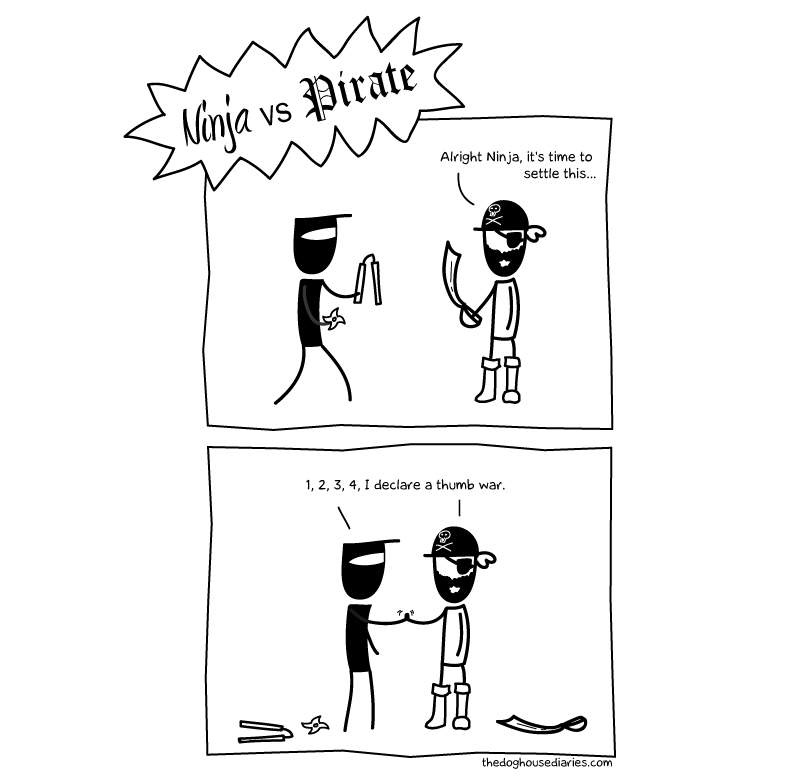 Ninja vs Pirate
Alright Ninja, it's time to
settle this...
1, 2, 3, 4, I declare a thumb war.
thedoghousediaries.com